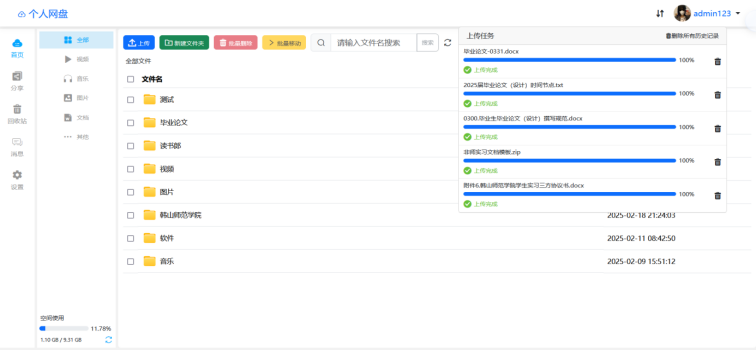 个人网盘
admin123
首页
分享
回收站
消息
设置
全部
视频
音乐
图片
文档
其他
空间使用
11.78%
1.10 GB / 9.31 GB
上传
新建文件夹
批量删除
批量移动
请输入文件名搜索
搜索
全部文件
文件名
测试
毕业论文
读书郎
视频
图片
韩山师范学院
2025-02-18 21:24:03
软件
2025-02-11 08:42:50
音乐
2025-02-09 15:51:12
上传任务
删除所有历史记录
毕业论文-0331.docx
100%
上传完成
2025届毕业论文（设计）时间节点.txt
100%
上传完成
0300.毕业生毕业论文（设计）撰写规范.docx
100%
上传完成
非师实习文档模板.zip
100%
上传完成
附件6.韩山师范学院学生实习三方协议书.docx
100%
上传完成